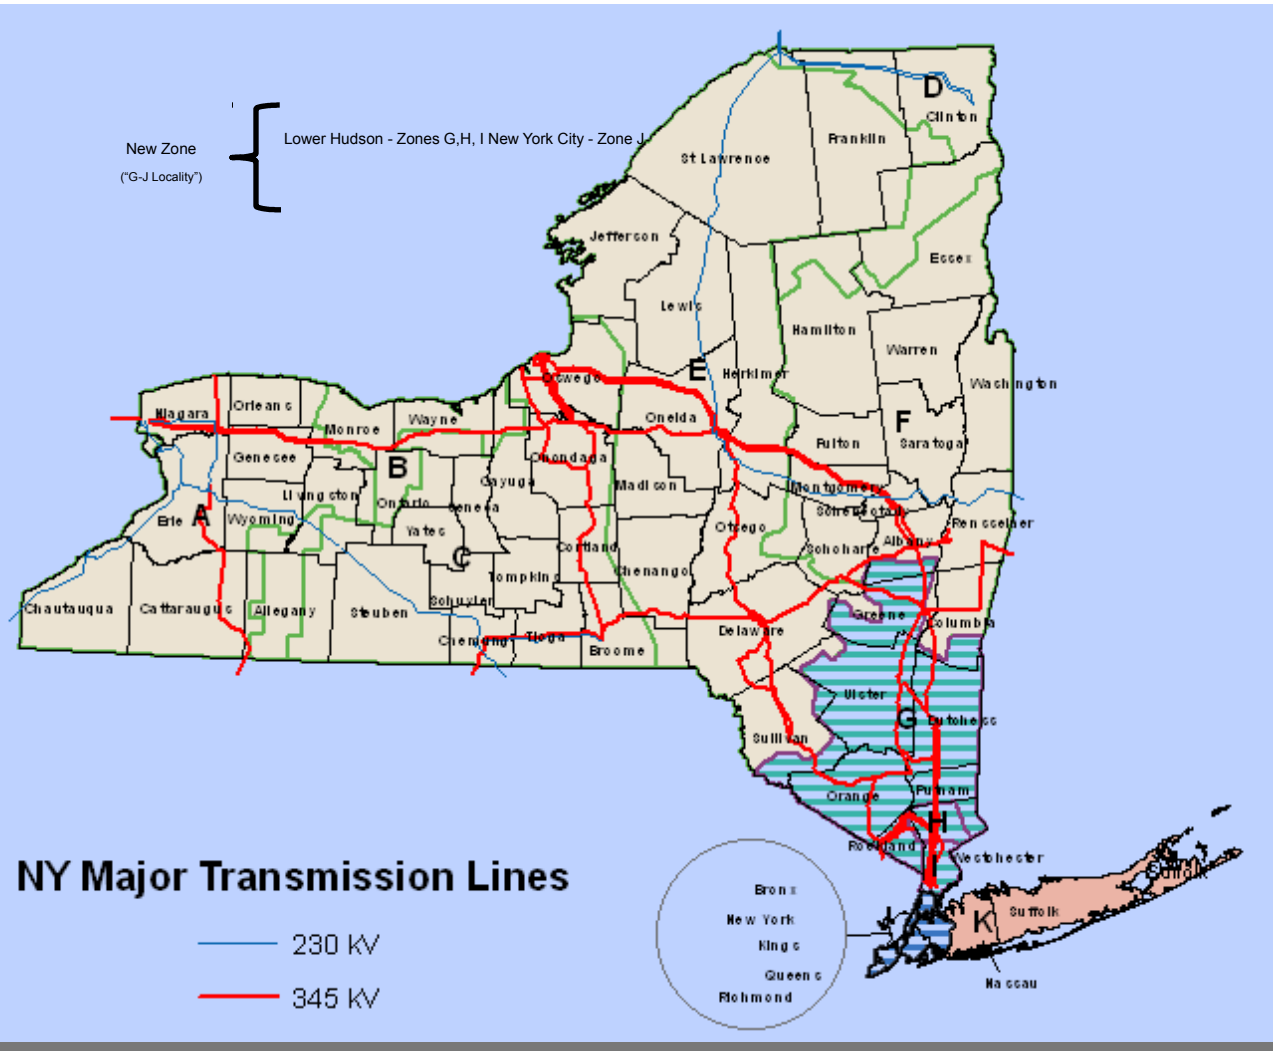 D
Clinton
Franklin
Lower Hudson - Zones G,H, I New York City - Zone J
New Zone
("G-J Locality")
St Lawrence
Jefferson
Essex
Lewis
Hamilton
Warren
E
Herkimer
Oswego
Washington
Niagara
Orleans
Monroe
Wayne
Oneida
F
Fulton
Saratoga
Genesee
B
Onondaga
Cayuga
Madison
Montgomery
Livingston
Ontario
Seneca
Schenectady
Erie
A
Wyoming
Yates
Otsego
Rensselaer
Albany
Schoharie
C
Cortland
Chenango
Tompkins
Chautauqua
Cattaraugus
Allegany
Steuben
Schuyler
Greene
Columbia
Chemung
Tioga
Delaware
Broome
Ulster
G
Dutchess
Sullivan
Orange
Putnam
H
Rockland
Westchester
I
Suffolk
NY Major Transmission Lines
Bronx
New York
Kings
Queens
Richmond
J
K
Suffolk
Nassau
230 KV
345 KV